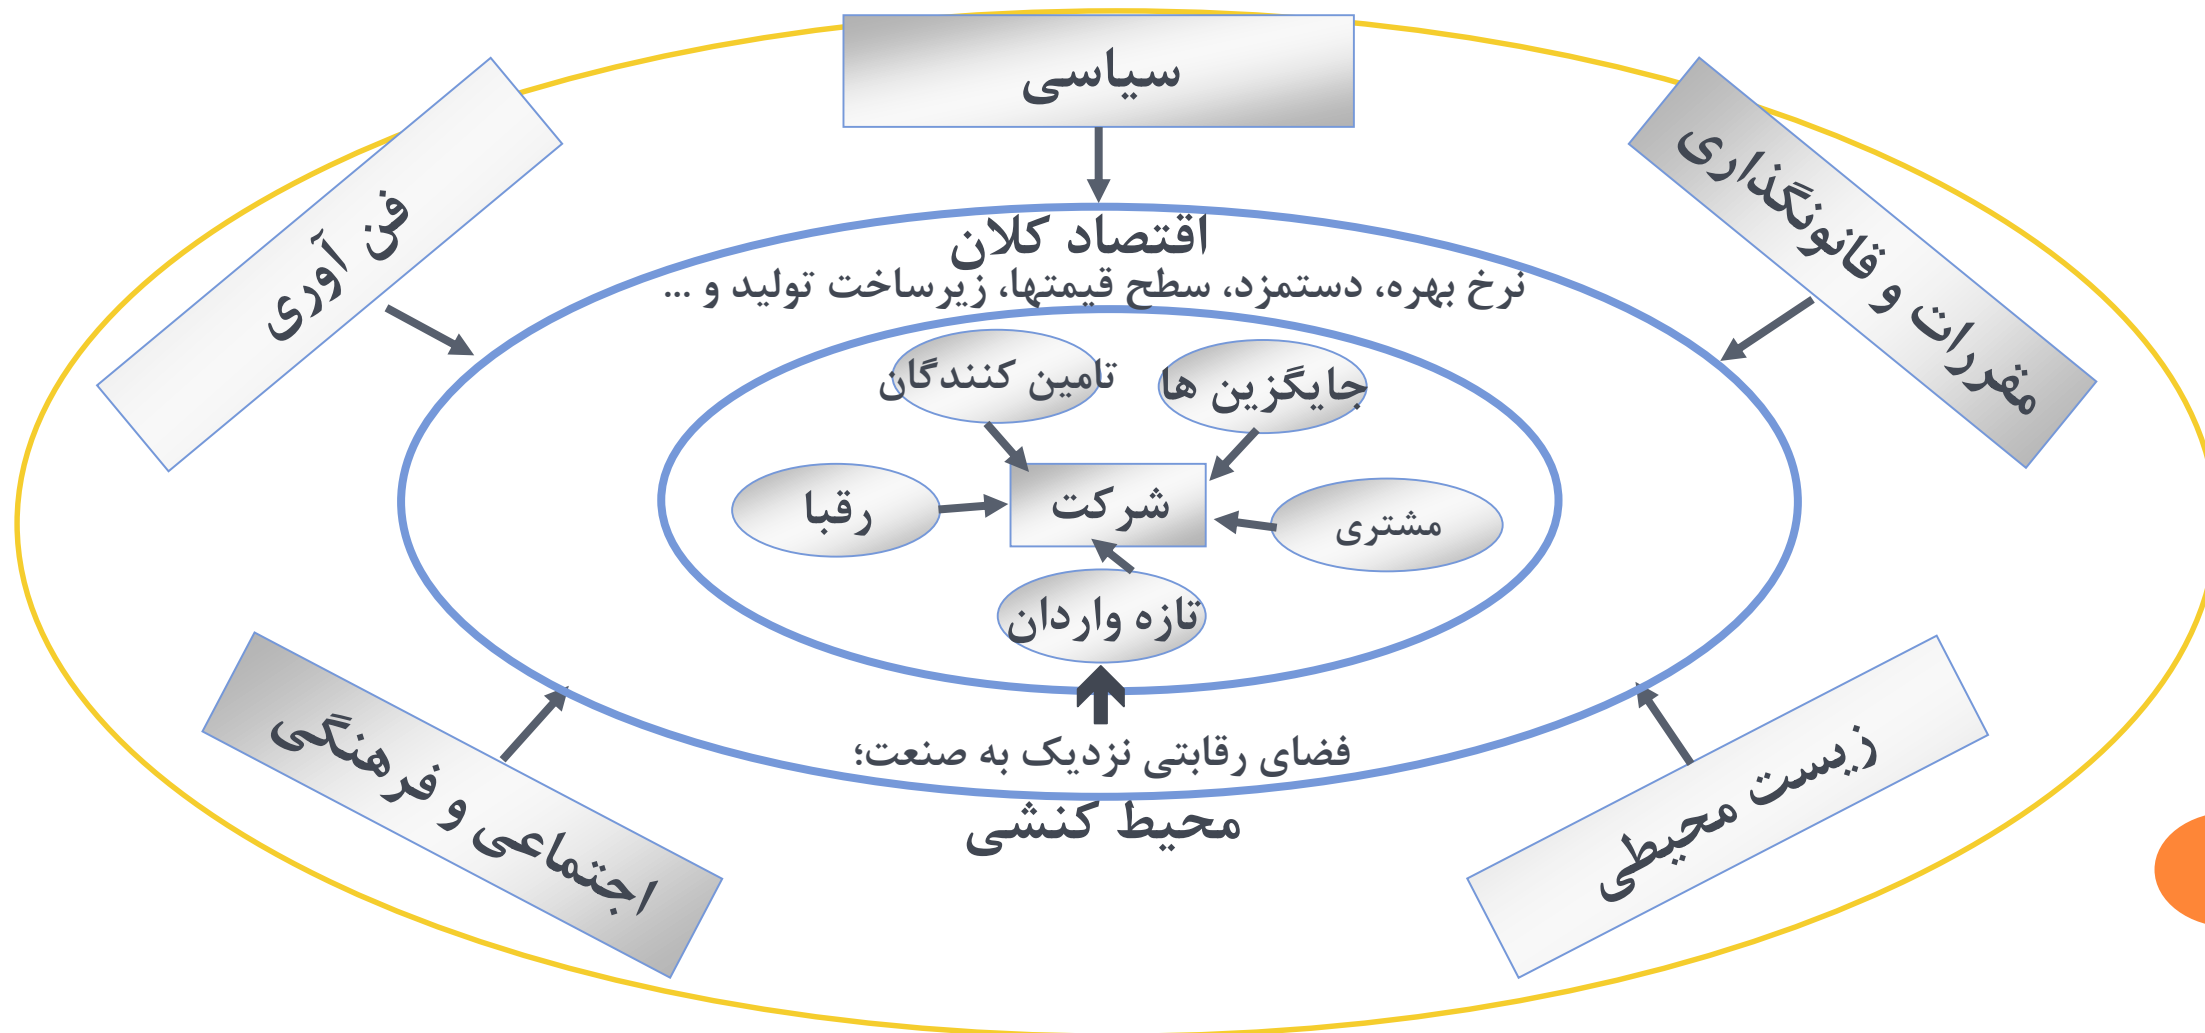 سیاسی
مقررات و قانونگذاری
فن آوری
اقتصاد کلان
نرخ بهره، دستمزد، سطح قیمتها، زیرساخت تولید و ...
جایگزین ها
تامین کنندگان
مشتری
شرکت
رقبا
تازه واردان
فضای رقابتی نزدیک به صنعت؛
محیط کنشی
زیست محیطی
اجتماعی و فرهنگی